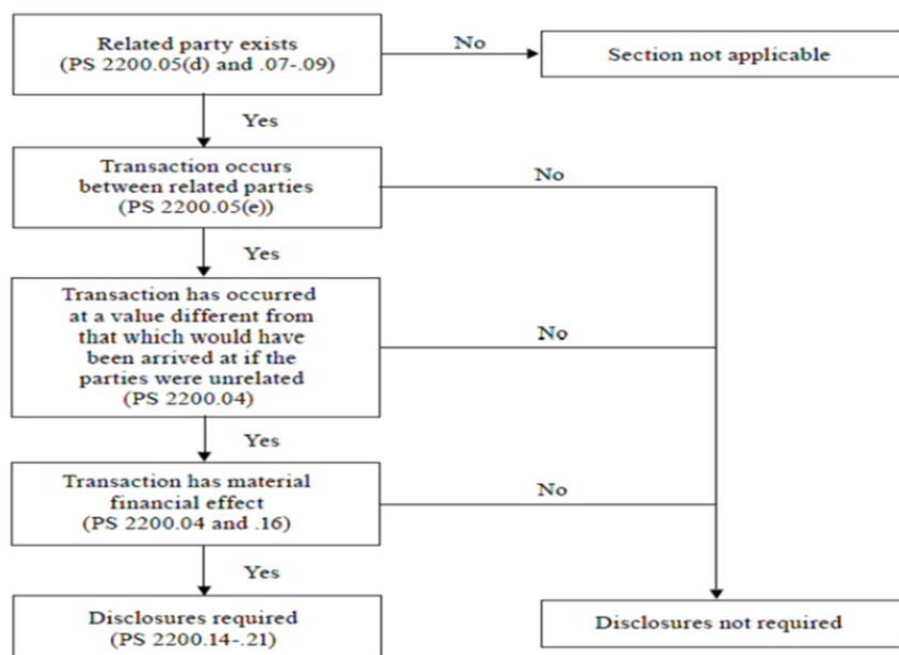 Related party exists
(PS 2200.05(d) and .07-.09)
No
Section not applicable
Yes
Transaction occurs
between related parties
(PS 2200.05(e))
No
Yes
Transaction has occurred
at a value different from
that which would have
been arrived at if the
parties were unrelated
(PS 2200.04)
No
Yes
Transaction has material
financial effect
(PS 2200.04 and .16)
No
Yes
Disclosures required
(PS 2200.14-.21)
Disclosures not required